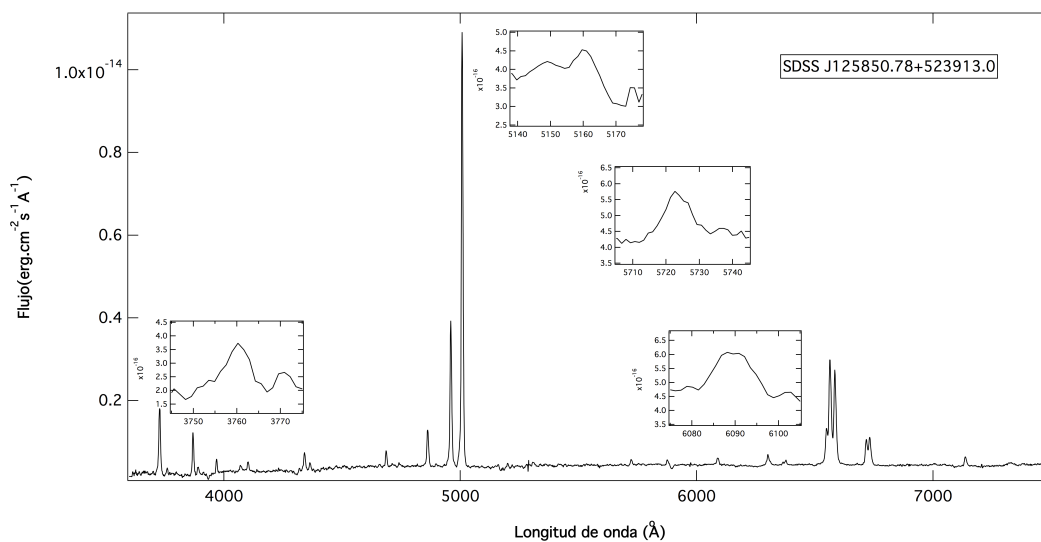 SDSS J125850.78+523913.0
Flujo(erg.cm⁻²s⁻¹A⁻¹)
1.0x10⁻¹⁴
0.8
0.6
0.4
0.2
4000 5000 6000 7000
Longitud de onda (Å)
x10⁻¹⁶
5.0
4.5
4.0
3.5
3.0
2.5
5140 5150 5160 5170
x10⁻¹⁶
6.5
6.0
5.5
5.0
4.5
4.0
3.5
5710 5720 5730 5740
x10⁻¹⁶
4.5
4.0
3.5
3.0
2.5
2.0
1.5
3750 3760 3770
x10⁻¹⁶
6.5
6.0
5.5
5.0
4.5
4.0
3.5
6080 6090 6100